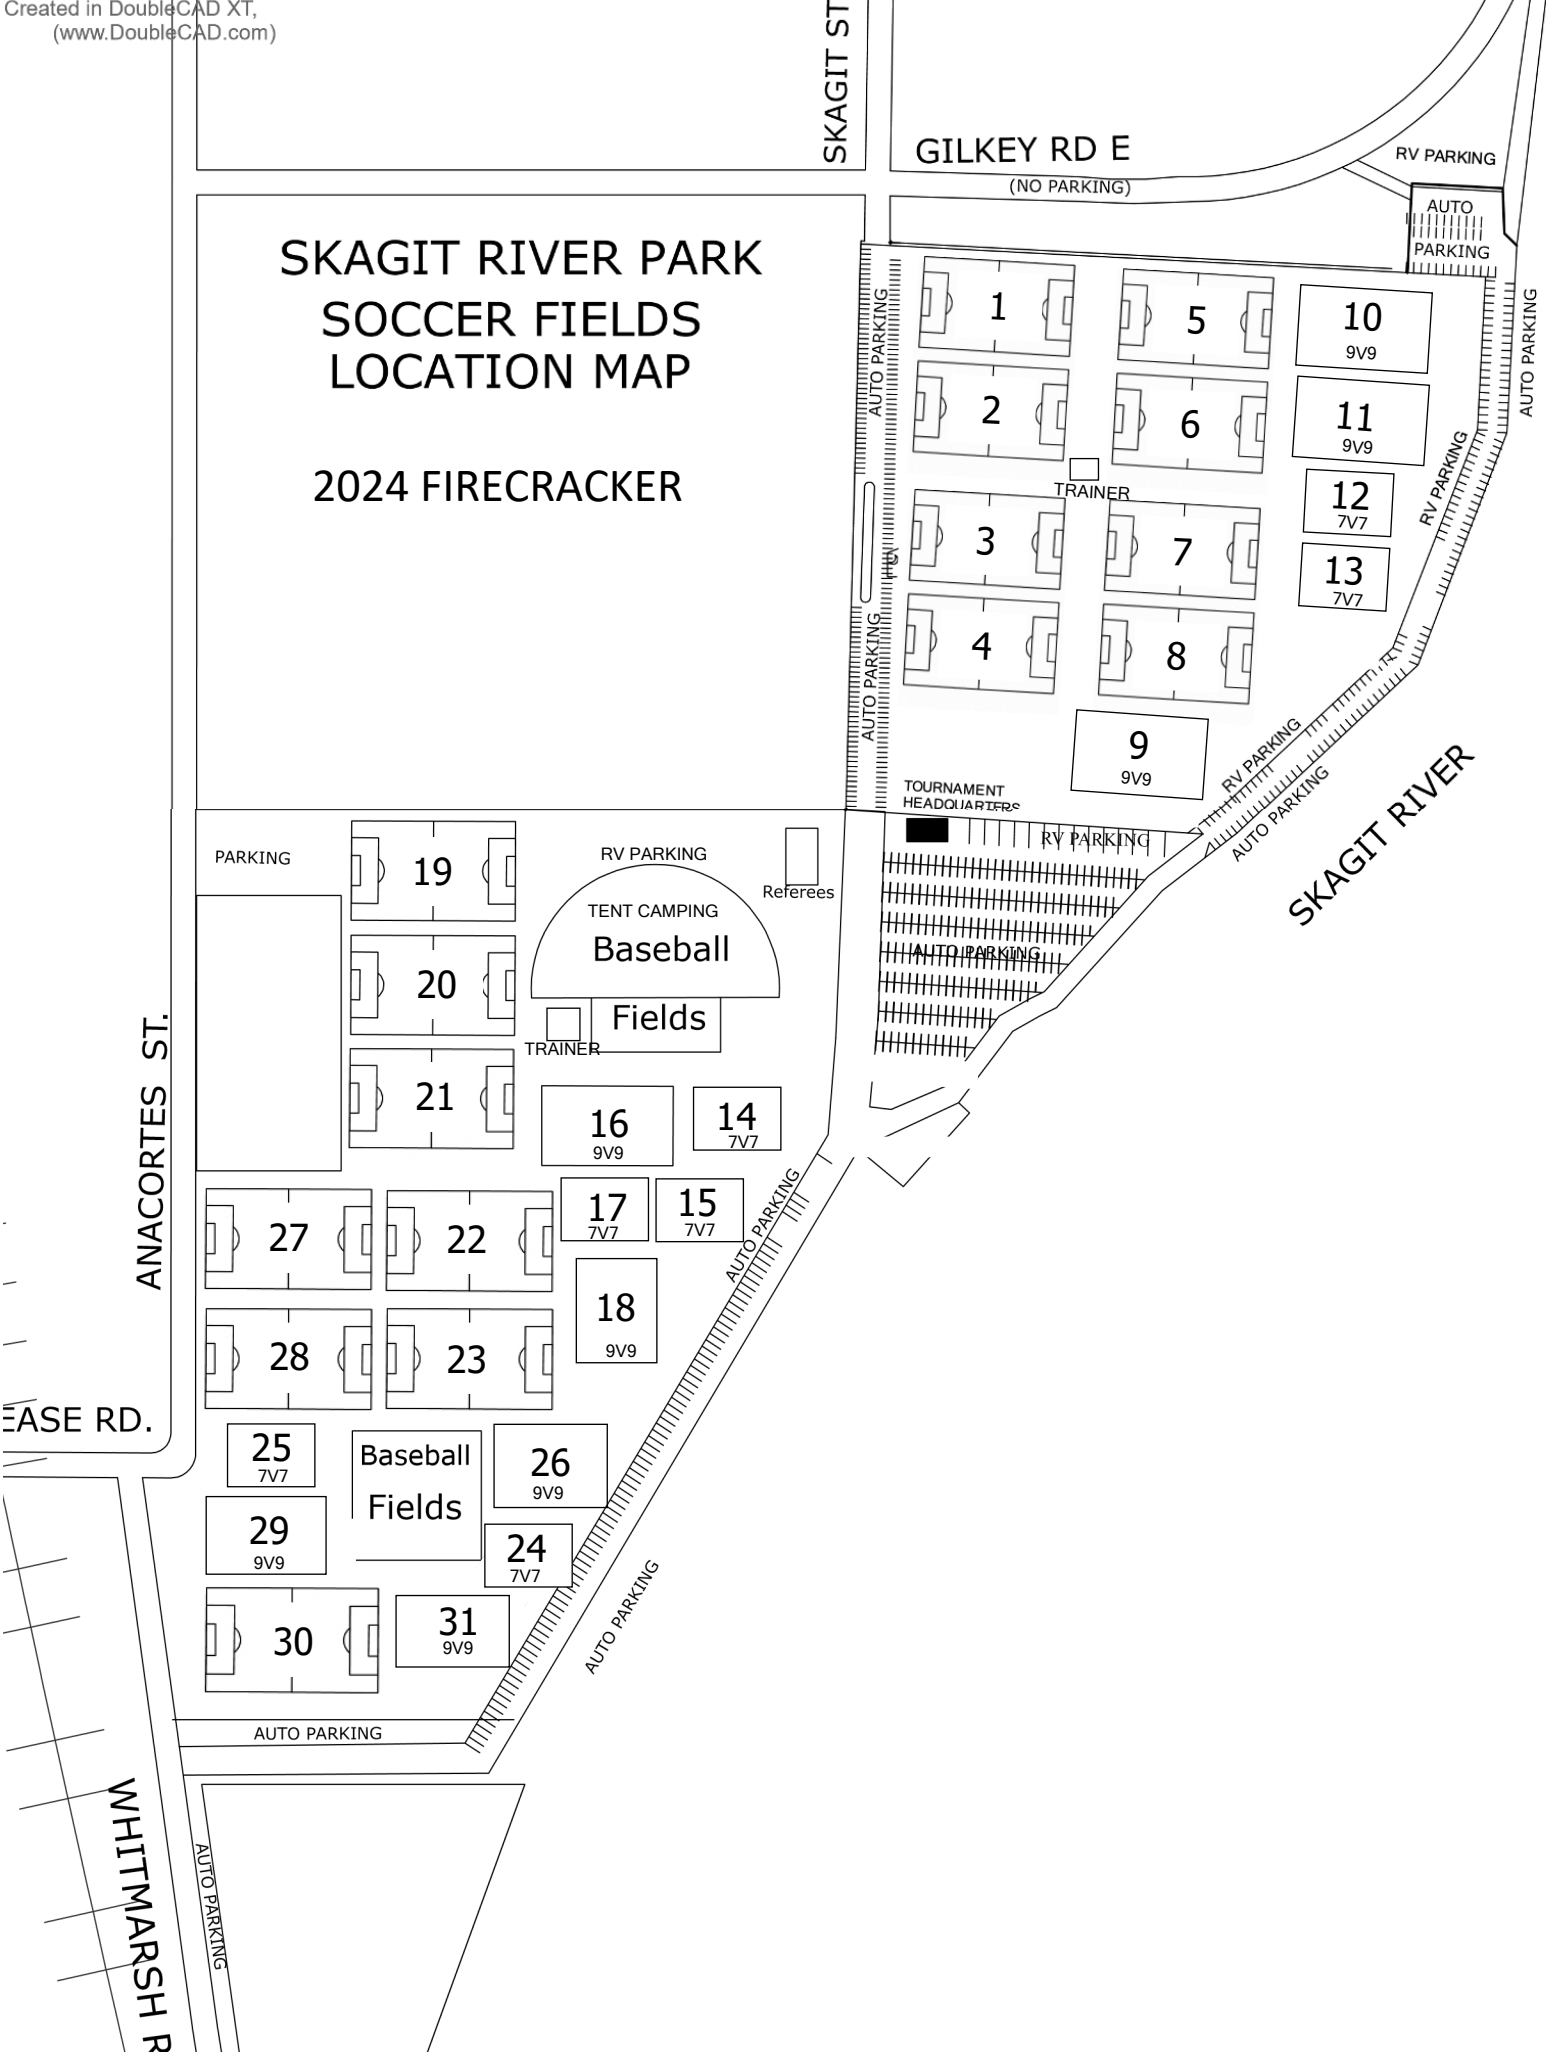 Created in DoubleCAD XT,
(www.DoubleCAD.com)
SKAGIT ST
GILKEY RD E
(NO PARKING)
RV PARKING
AUTO
PARKING
SKAGIT RIVER PARK
SOCCER FIELDS
LOCATION MAP
2024 FIRECRACKER
AUTO PARKING
1
5
10
9V9
AUTO PARKING
2
6
11
9V9
RV PARKING
TRAINER
12
7V7
3
7
13
7V7
4
8
AUTO PARKING
9
9V9
RV PARKING
AUTO PARKING
SKAGIT RIVER
TOURNAMENT
HEADQUARTERS
RV PARKING
AUTO PARKING
PARKING
19
RV PARKING
Referees
TENT CAMPING
Baseball
Fields
20
TRAINER
21
16
9V9
14
7V7
ANACORTES ST.
27
22
17
7V7
15
7V7
AUTO PARKING
28
23
18
9V9
EASE RD.
25
7V7
Baseball
Fields
26
9V9
29
9V9
24
7V7
30
31
9V9
AUTO PARKING
AUTO PARKING
WHITMARSH R
AUTO PARKING